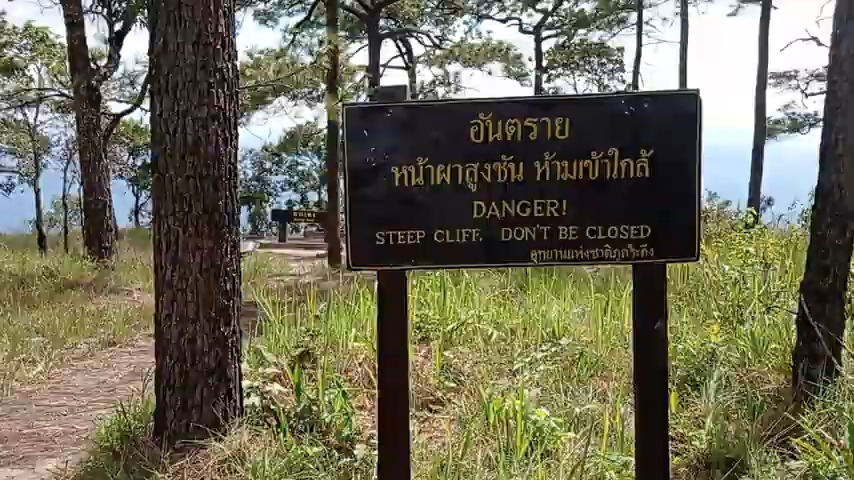 อันตราย
หน้าผาสูงชัน ห้ามเข้าใกล้
DANGER!
STEEP CLIFF. DON'T BE CLOSED
อุทยานแห่งชาติภูกระดึง